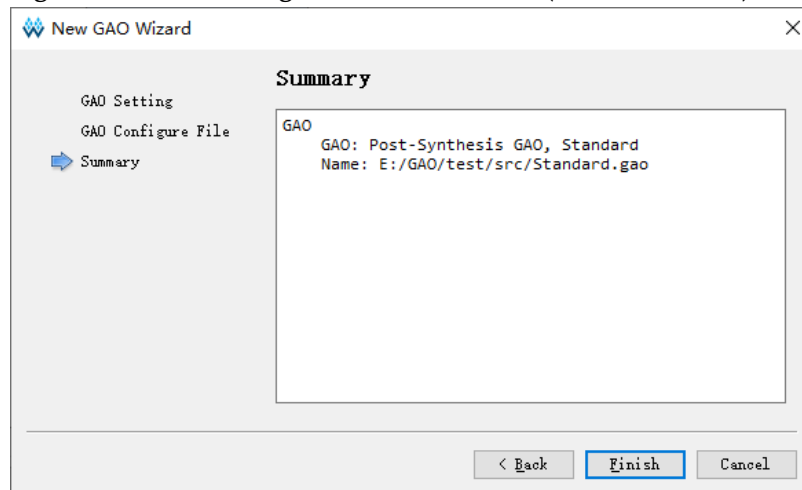 New GAO Wizard
Summary
GAO Setting
GAO Configure File
Summary
GAO
GAO: Post-Synthesis GAO, Standard
Name: E:/GAO/test/src/Standard.gao
< Back
Finish
Cancel